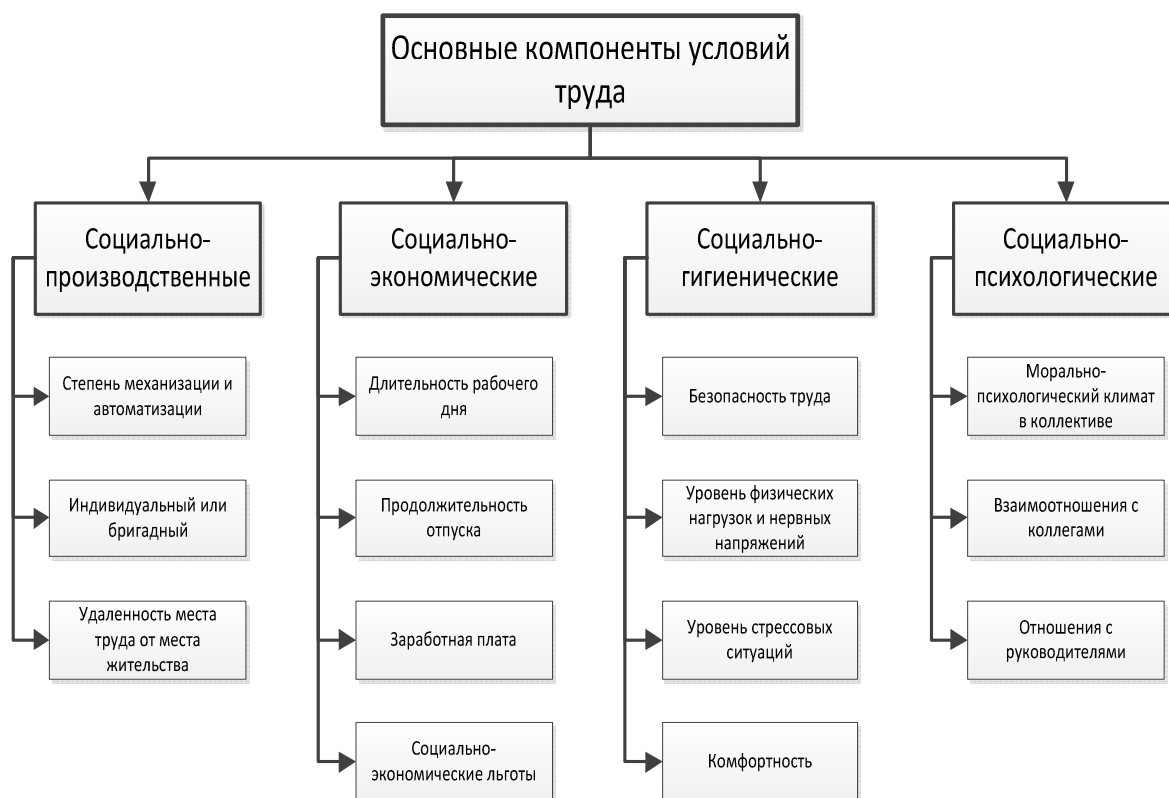 Основные компоненты условий
труда
Социально-
производственные
Степень механизации и
автоматизации
Индивидуальный или
бригадный
Удаленность места
труда от места
жительства
Социально-
экономические
Длительность рабочего
дня
Продолжительность
отпуска
Заработная плата
Социально-
экономические льготы
Социально-
гигиенические
Безопасность труда
Уровень физических
нагрузок и нервных
напряжений
Уровень стрессовых
ситуаций
Комфортность
Социально-
психологические
Морально-
психологический климат
в коллективе
Взаимоотношения с
коллегами
Отношения с
руководителями